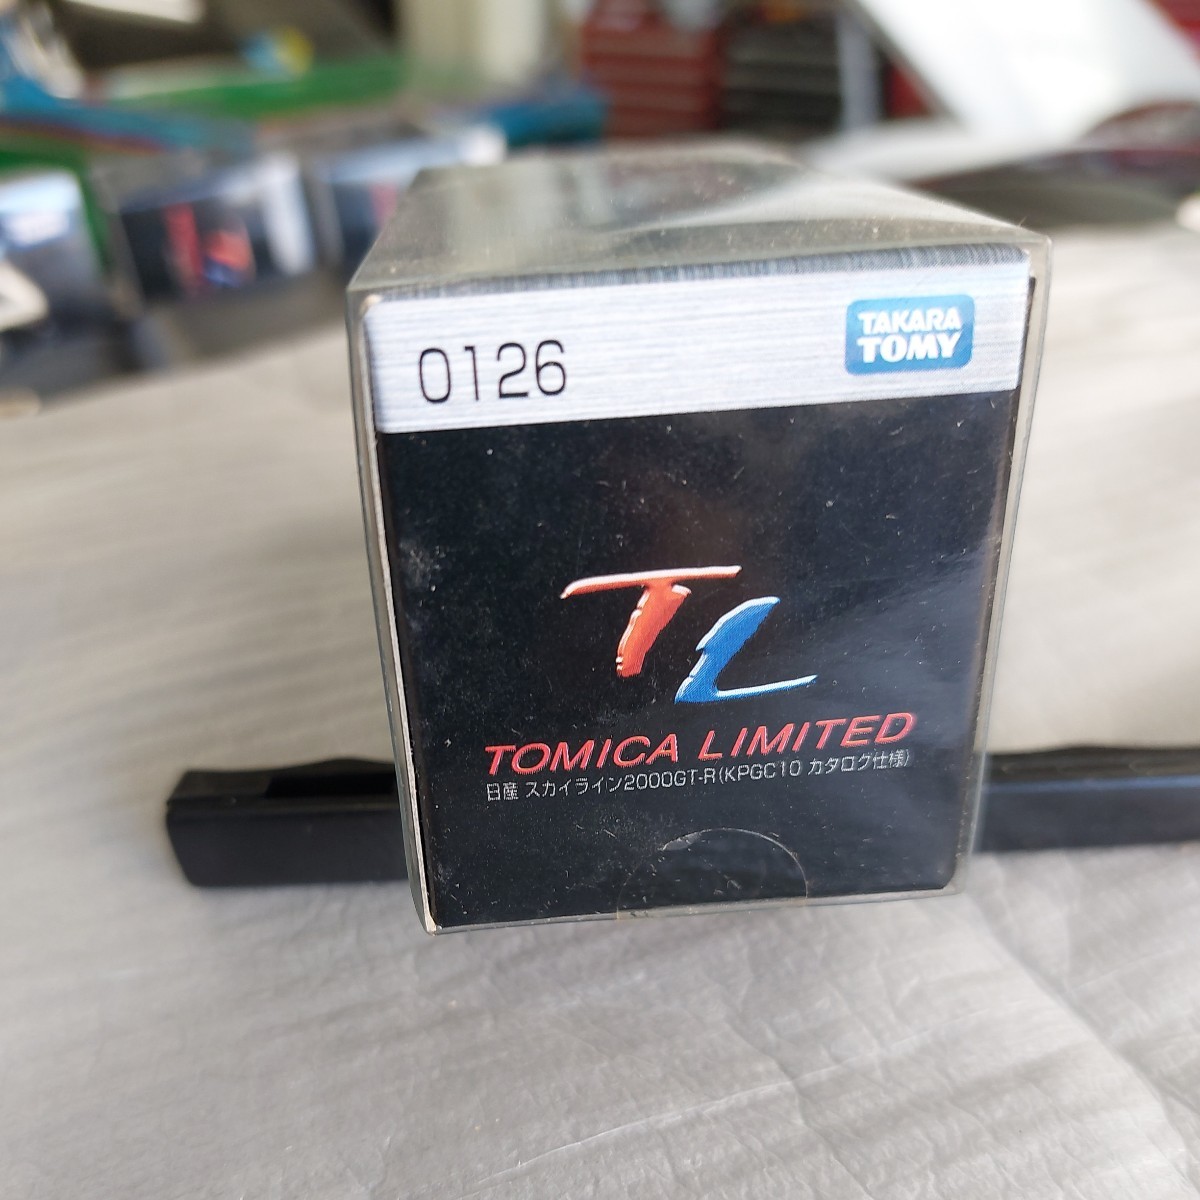 0126
TAKARA
TOMY
TL
TOMICA LIMITED
日産 スカイライン2000GT-R(KPGC10 カタログ仕様)